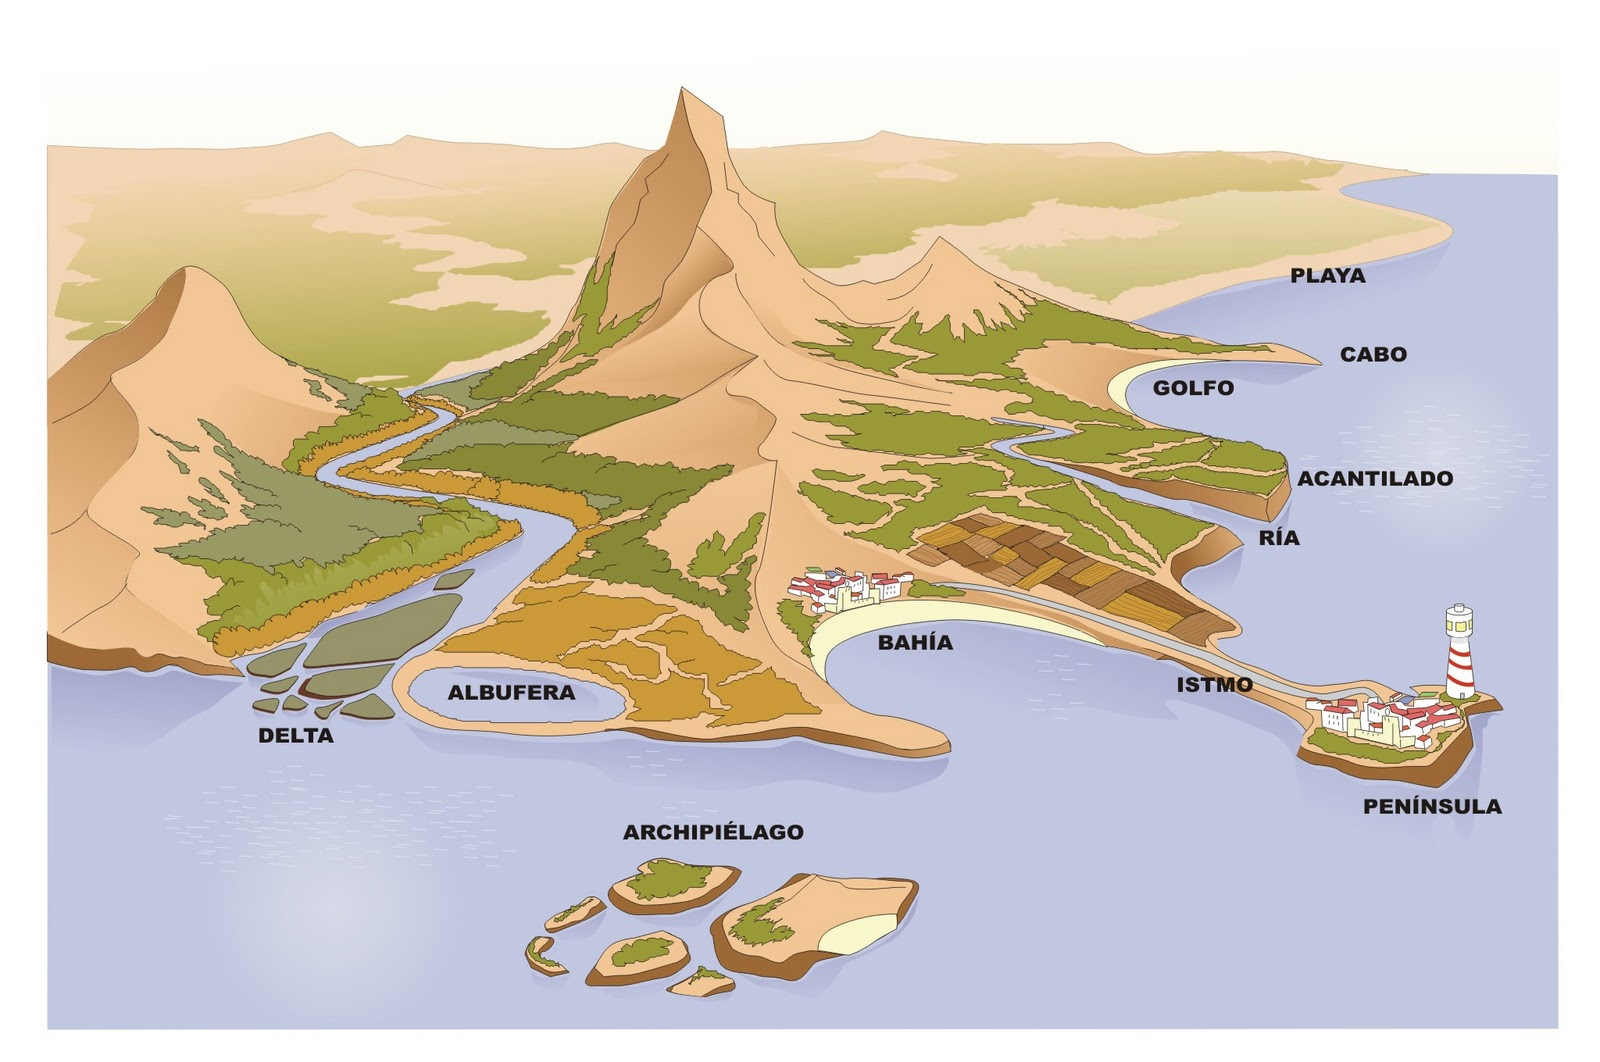 PLAYA
CABO
GOLFO
ACANTILADO
RÍA
BAHÍA
ISTMO
ALBUFERA
DELTA
PENÍNSULA
ARCHIPIÉLAGO